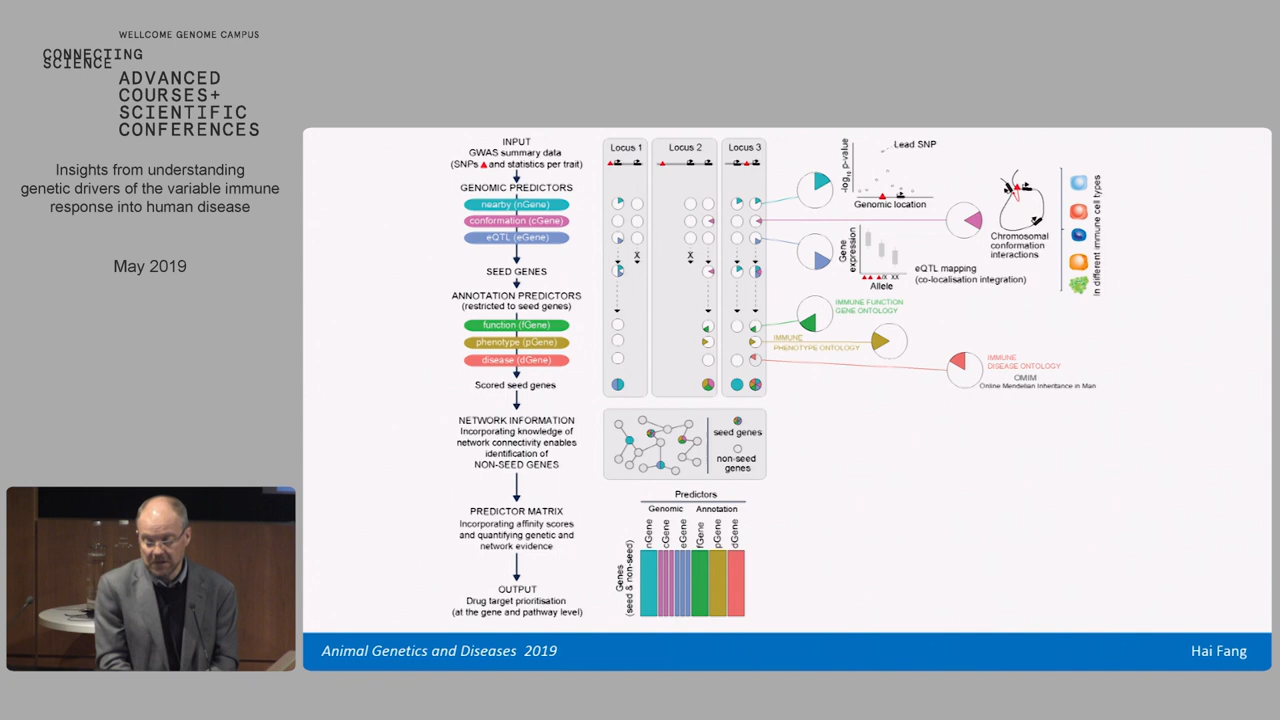 WELLCOME GENOME CAMPUS
CONNECTING
SCIENCE
ADVANCED
COURSES+
SCIENTIFIC
CONFERENCES
Insights from understanding
genetic drivers of the variable immune
response into human disease
May 2019
INPUT
GWAS summary data
(SNPs and statistics per trait)
GENOMIC PREDICTORS
nearby (nGene)
conformation (cGene)
eQTL (eGene)
SEED GENES
ANNOTATION PREDICTORS
(restricted to seed genes)
function (fGene)
phenotype (pGene)
disease (dGene)
Scored seed genes
NETWORK INFORMATION
Incorporating knowledge of
network connectivity enables
identification of
NON-SEED GENES
PREDICTOR MATRIX
Incorporating affinity scores
and quantifying genetic and
network evidence
OUTPUT
Drug target prioritisation
(at the gene and pathway level)
Locus 1
Locus 2
Locus 3
X
X
seed genes
non-seed
genes
Predictors
Genomic
Annotation
nGene
cGene
eGene
fGene
pGene
dGene
Genes
(seed & non-seed)
-log10 p-value
Lead SNP
Genomic location
Chromosomal
conformation
interactions
In different immune cell types
Gene
expression
X XX
Allele
eQTL mapping
(co-localisation integration)
IMMUNE FUNCTION
GENE ONTOLOGY
IMMUNE
PHENOTYPE ONTOLOGY
IMMUNE
DISEASE ONTOLOGY
OMIM
Online Mendelian Inheritance in Man
Animal Genetics and Diseases 2019
Hai Fang